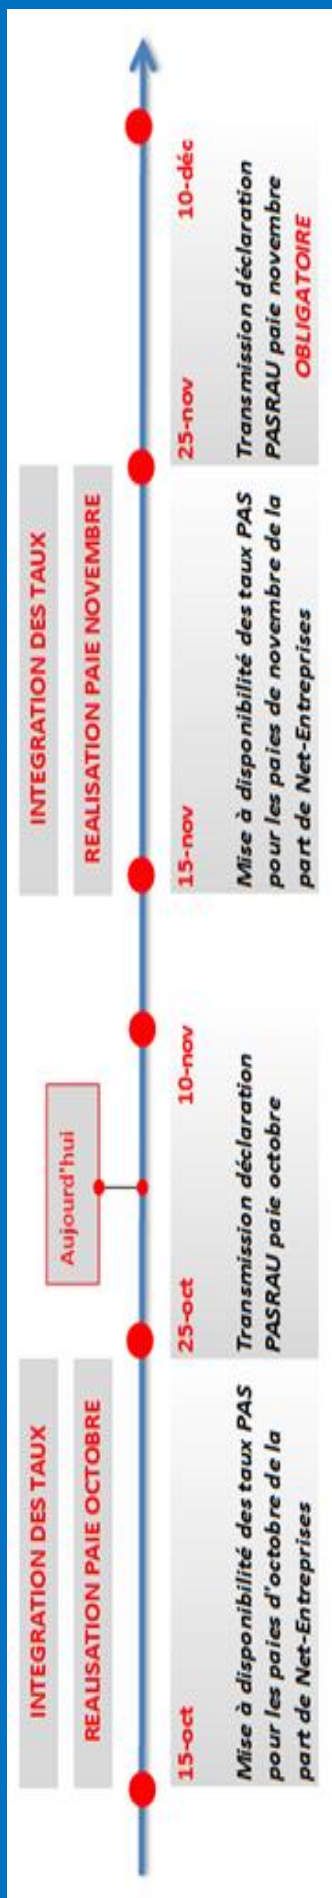 INTEGRATION DES TAUX
REALISATION PAIE OCTOBRE
Aujourd'hui
INTEGRATION DES TAUX
REALISATION PAIE NOVEMBRE
15-oct
25-oct
10-nov
15-nov
25-nov
10-déc
Mise à disponibilité des taux PAS
pour les paies d'octobre de la
part de Net-Entreprises
Transmission déclaration
PASRAU paie octobre
Mise à disponibilité des taux PAS
pour les paies de novembre de la
part de Net-Entreprises
Transmission déclaration
PASRAU paie novembre
OBLIGATOIRE